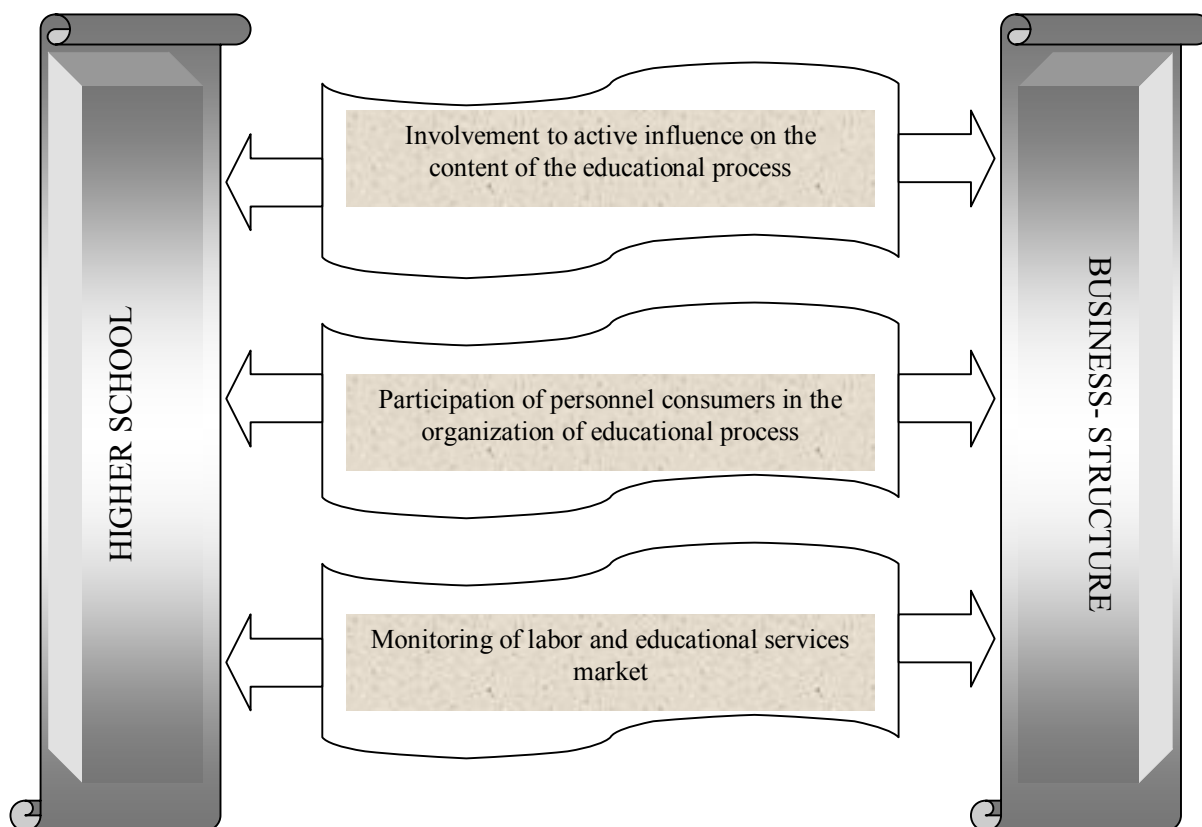 HIGHER SCHOOL
Involvement to active influence on the
content of the educational process
Participation of personnel consumers in the
organization of educational process
Monitoring of labor and educational services
market
BUSINESS- STRUCTURE